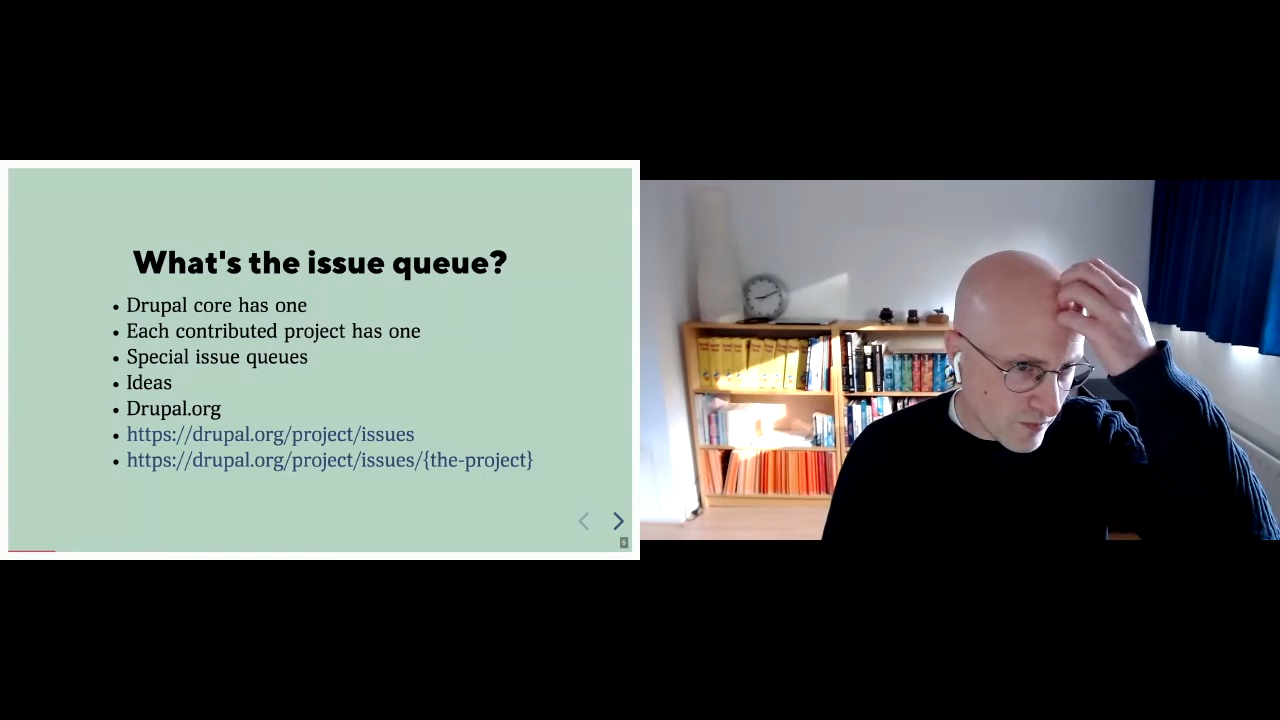 What's the issue queue?
• Drupal core has one
• Each contributed project has one
• Special issue queues
• Ideas
• Drupal.org
• https://drupal.org/project/issues
• https://drupal.org/project/issues/{the-project}